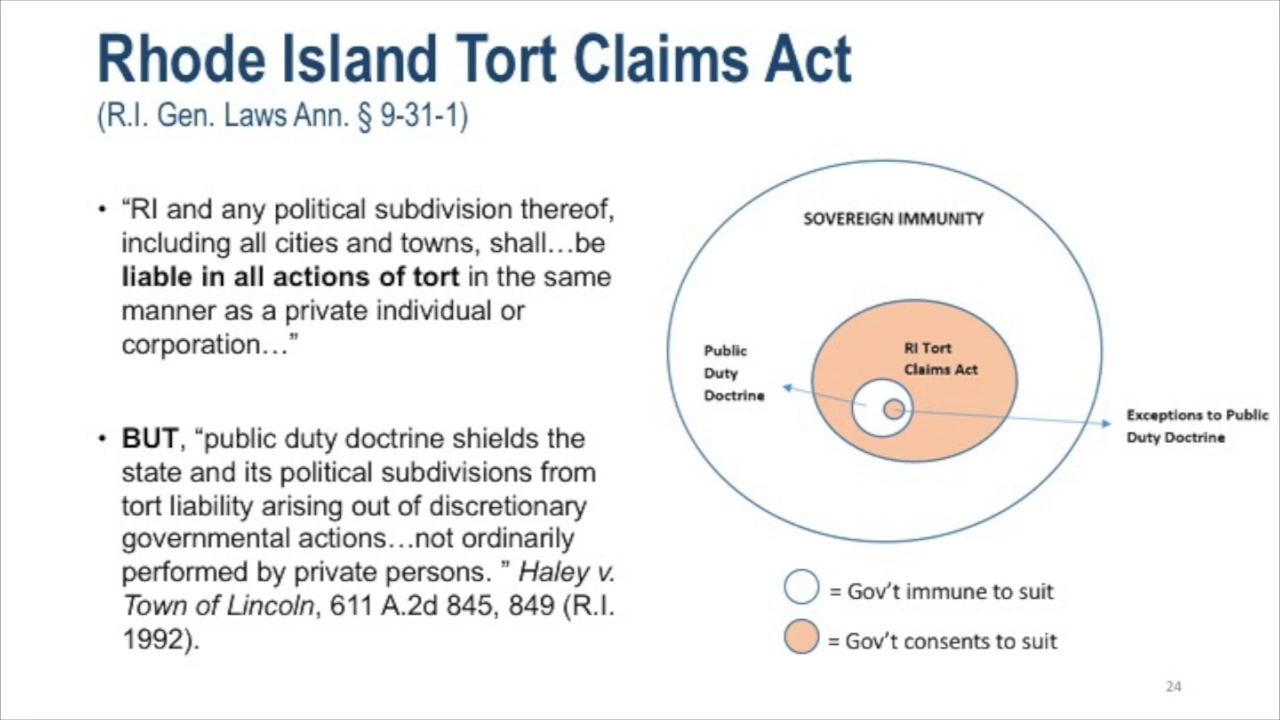 Rhode Island Tort Claims Act
(R.I. Gen. Laws Ann. § 9-31-1)
• “RI and any political subdivision thereof,
including all cities and towns, shall…be
liable in all actions of tort in the same
manner as a private individual or
corporation…”
• BUT, “public duty doctrine shields the
state and its political subdivisions from
tort liability arising out of discretionary
governmental actions…not ordinarily
performed by private persons. ” Haley v.
Town of Lincoln, 611 A.2d 845, 849 (R.I.
1992).
SOVEREIGN IMMUNITY
RI Tort
Claims Act
Public
Duty
Doctrine
Exceptions to Public
Duty Doctrine
= Gov’t immune to suit
= Gov’t consents to suit
24